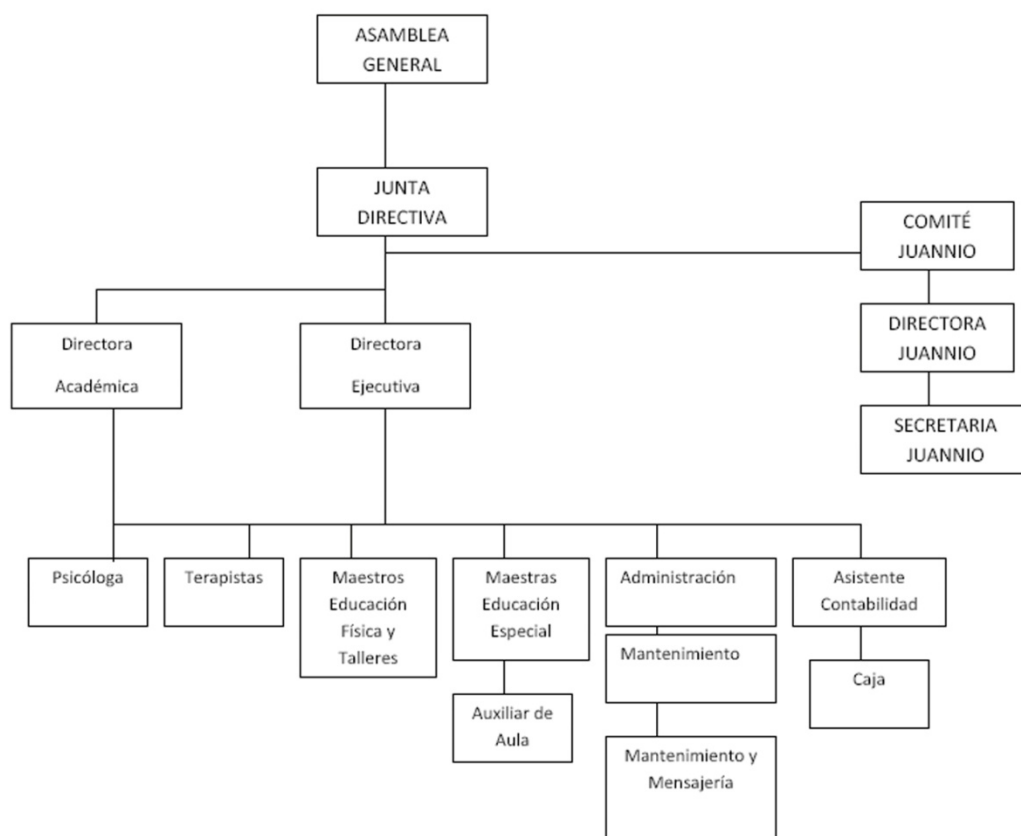 ASAMBLEA
GENERAL
JUNTA
DIRECTIVA
COMITÉ
JUANNIO
Directora
Académica
Directora
Ejecutiva
DIRECTORA
JUANNIO
SECRETARIA
JUANNIO
Psicóloga
Terapistas
Maestros
Educación
Física y
Talleres
Maestras
Educación
Especial
Administración
Asistente
Contabilidad
Mantenimiento
Caja
Auxiliar de
Aula
Mantenimiento y
Mensajería